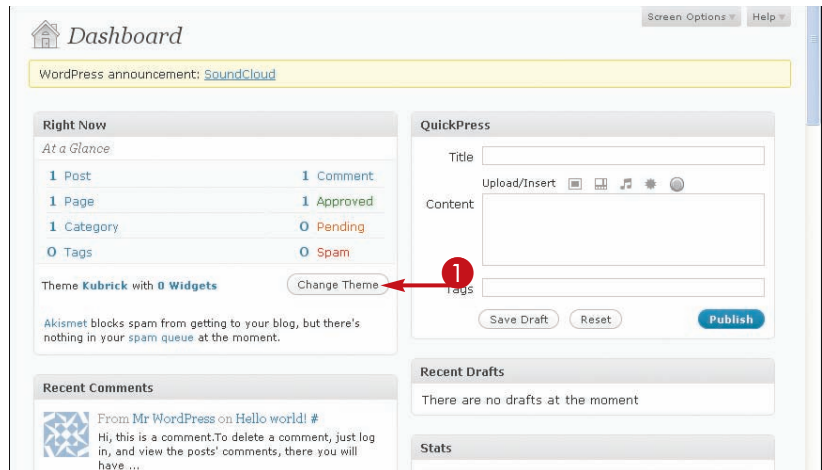 Screen Options Help
Dashboard
WordPress announcement: SoundCloud
Right Now
At a Glance
1 Post 1 Comment
1 Page 1 Approved
1 Category 0 Pending
0 Tags 0 Spam
Theme Kubrick with 0 Widgets Change Theme
Akismet blocks spam from getting to your blog, but there's
nothing in your spam queue at the moment.
Recent Comments
From Mr WordPress on Hello world! #
Hi, this is a comment.To delete a comment, just log
in, and view the posts' comments, there you will
have ...
QuickPress
Title
Upload/Insert
Content
1
Tags
Save Draft Reset Publish
Recent Drafts
There are no drafts at the moment
Stats